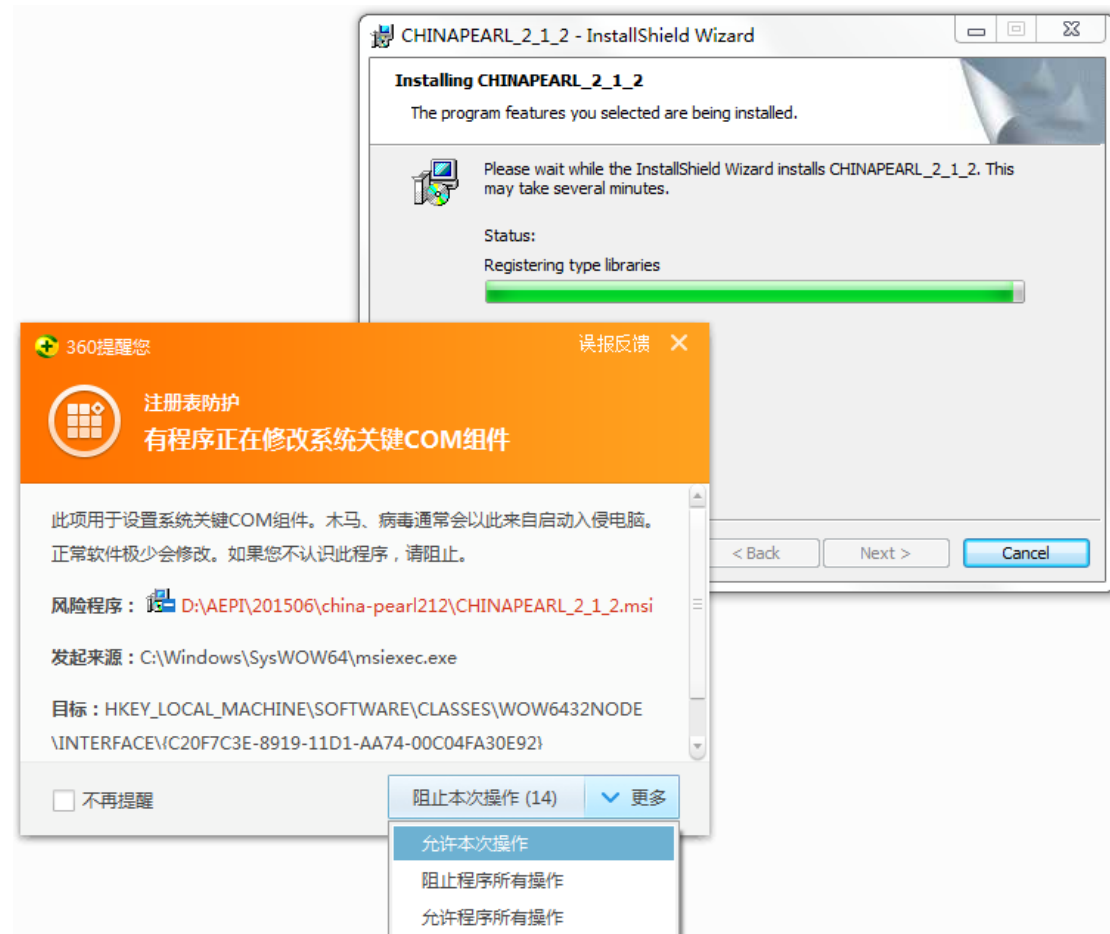 CHINAPEARL_2_1_2 - InstallShield Wizard
Installing CHINAPEARL_2_1_2
The program features you selected are being installed.
Please wait while the InstallShield Wizard installs CHINAPEARL_2_1_2. This
may take several minutes.
Status:
Registering type libraries
< Back
Next >
Cancel
360提醒您
误报反馈
注册表防护
有程序正在修改系统关键COM组件
此项用于设置系统关键COM组件。木马、病毒通常会以此来自启动入侵电脑。
正常软件极少会修改。如果您不认识此程序，请阻止。
风险程序： D:\AEPI\201506\china-pearl212\CHINAPEARL_2_1_2.msi
发起来源：C:\Windows\SysWOW64\msiexec.exe
目标：HKEY_LOCAL_MACHINE\SOFTWARE\CLASSES\WOW6432NODE
\INTERFACE\{C20F7C3E-8919-11D1-AA74-00C04FA30E92}
不再提醒
阻止本次操作 (14)
更多
允许本次操作
阻止程序所有操作
允许程序所有操作